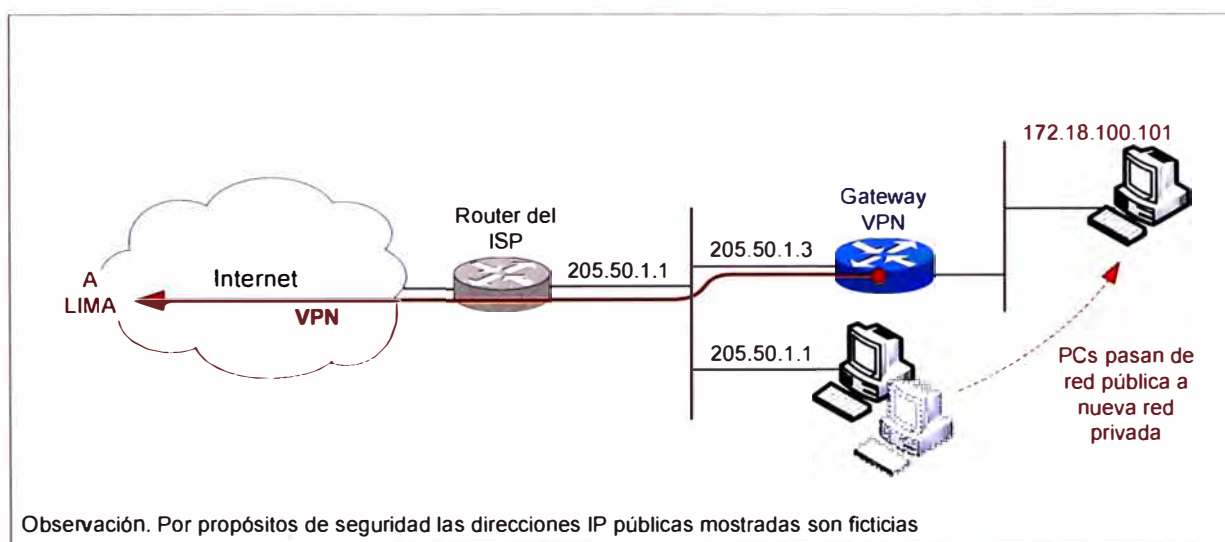 172.18.100.101
Gateway
VPN
Router del
ISP
205.50.1.3
205.50.1.1
A
LIMA
Internet
VPN
205.50.1.1
PCs pasan de
red pública a
nueva red
privada
Observación. Por propósitos de seguridad las direcciones IP públicas mostradas son ficticias